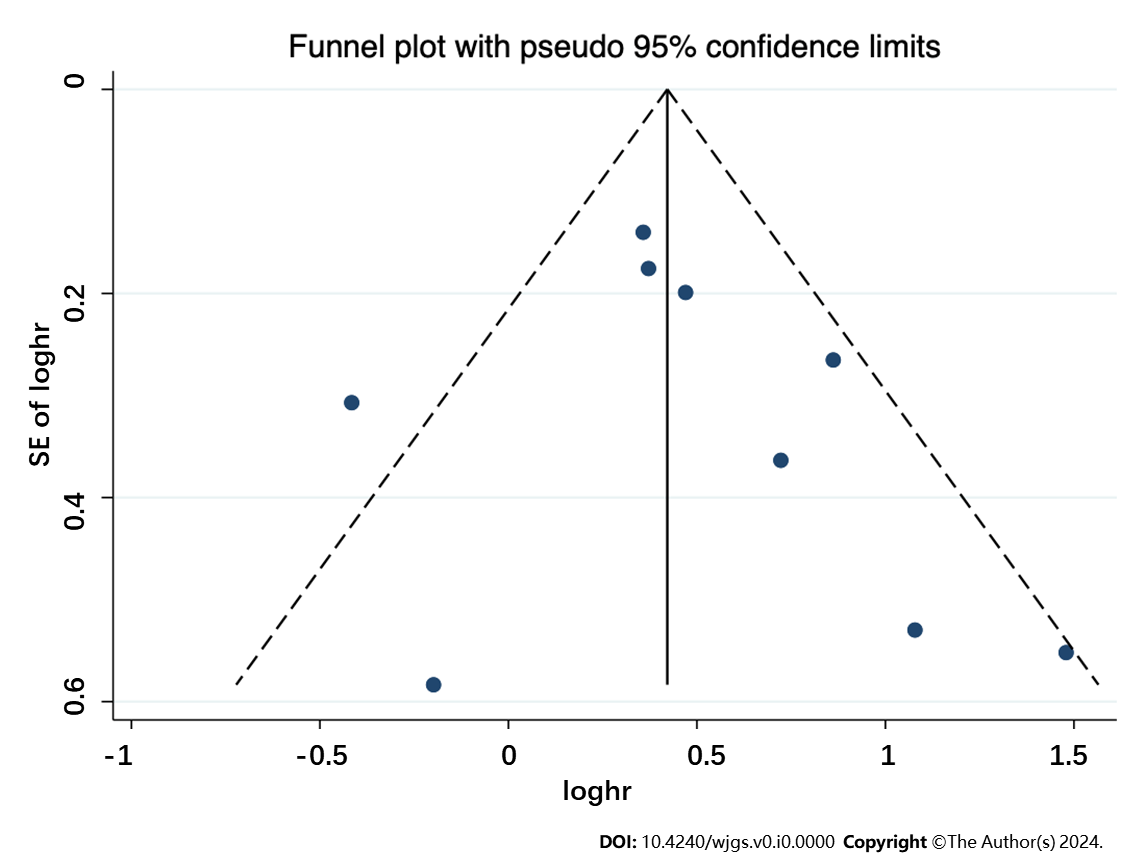 Funnel plot with pseudo 95% confidence limits
0
0.2
0.4
0.6
SE of loghr
-1
-0.5
0
0.5
1
1.5
loghr
DOI: 10.4240/wjgs.v0.i0.0000 Copyright ©The Author(s) 2024.